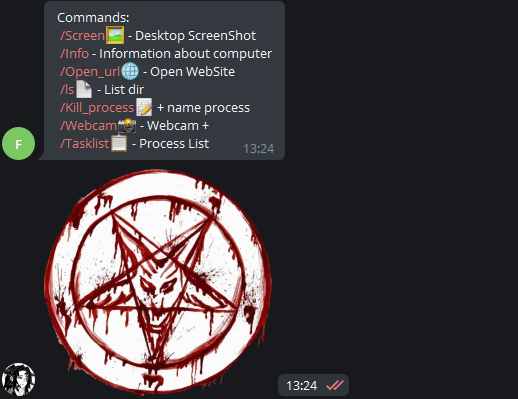 Commands:
/Screen🖼 - Desktop ScreenShot
/Info - Information about computer
/Open_url🌐 - Open WebSite
/ls📄 - List dir
/Kill_process📝 + name process
/Webcam📸 - Webcam +
/Tasklist📋 - Process List
13:24
F
13:24